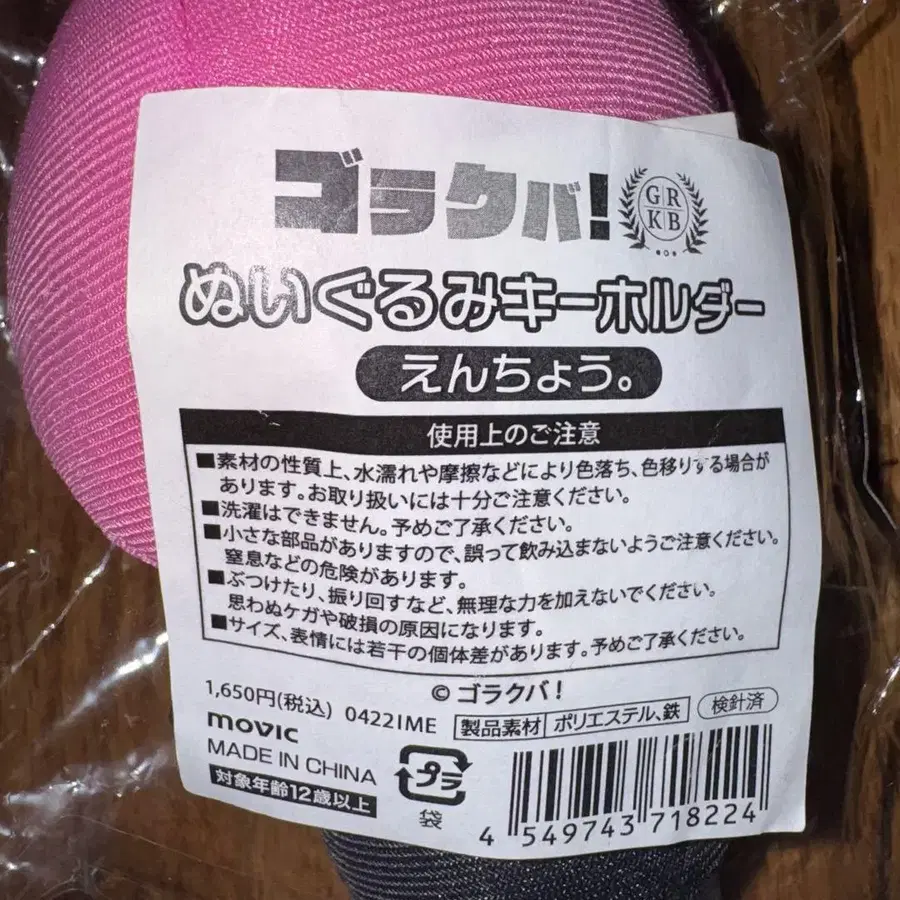 ゴラクバ!
GR
KB
ぬいぐるみキーホルダー
えんちょう。
使用上のご注意
■素材の性質上、水濡れや摩擦などにより色落ち、色移りする場合が
あります。お取り扱いには十分ご注意ください。
■洗濯はできません。予めご了承ください。
■小さな部品がありますので、誤って飲み込まないようご注意ください。
窒息などの危険があります。
■ぶつけたり、振り回すなど、無理な力を加えないでください。
思わぬケガや破損の原因になります。
■サイズ、表情には若干の個体差があります。予めご了承ください。
© ゴラクバ!
1,650円(税込) 0422IME 製品素材 ポリエステル、鉄 検針済
movic
MADE IN CHINA
対象年齢12歳以上
プラ
袋
4 549743 718224